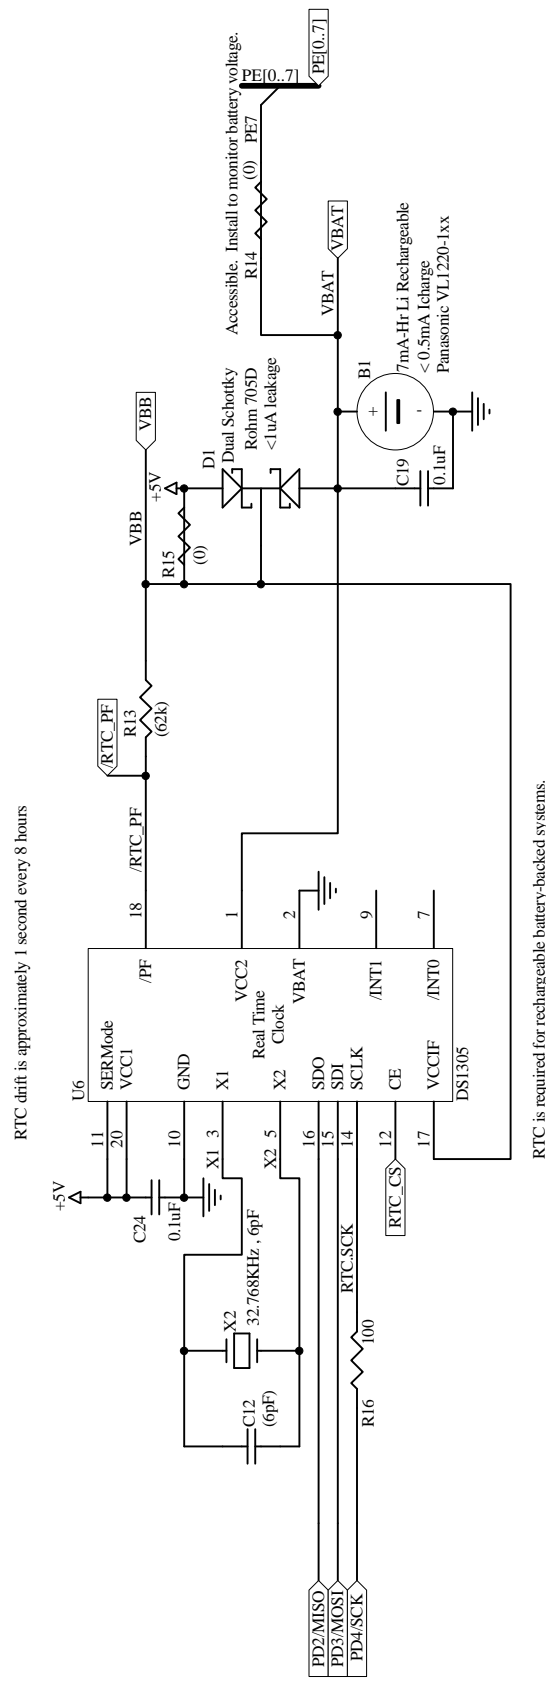 RTC drift is approximately 1 second every 8 hours
+5V
C24
0.1uF
U6
11
SERMode
20
VCC1
10
GND
X1
3
X1
X2
5
X2
16
SDO
15
SDI
14
SCLK
12
CE
17
VCCIF
Real Time
Clock
DS1305
/PF
18
VCC2
1
VBAT
2
/INT1
9
/INT0
7
X2
32.768KHz , 6pF
C12
(6pF)
RTC.SCK
R16
100
RTC_CS
PD2/MISO
PD3/MOSI
PD4/SCK
/RTC_PF
/RTC_PF
R13
(62k)
VBB
VBB
+5V
R15
(0)
D1
Dual Schottky
Rohm 705D
<1uA leakage
Accessible. Install to monitor battery voltage.
R14
(0)
PE7
PE[0..7]
PE[0..7]
VBAT
VBAT
C19
0.1uF
B1
+
-
7mA-Hr Li Rechargeable
< 0.5mA Icharge
Panasonic VL1220-1xx
RTC is required for rechargeable battery-backed systems.